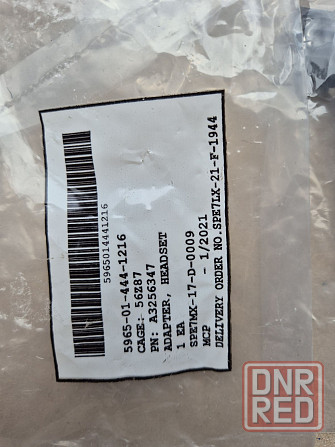 5965014441216
5965-01-444-1216
CAGE: 56Z87
PN: A3256347
ADAPTER, HEADSET
1 EA
SPE7MX-17-D-0009
MCP - 1/2021
DELIVERY ORDER NO.SPE7LX-21-F-1944
DNR
RED